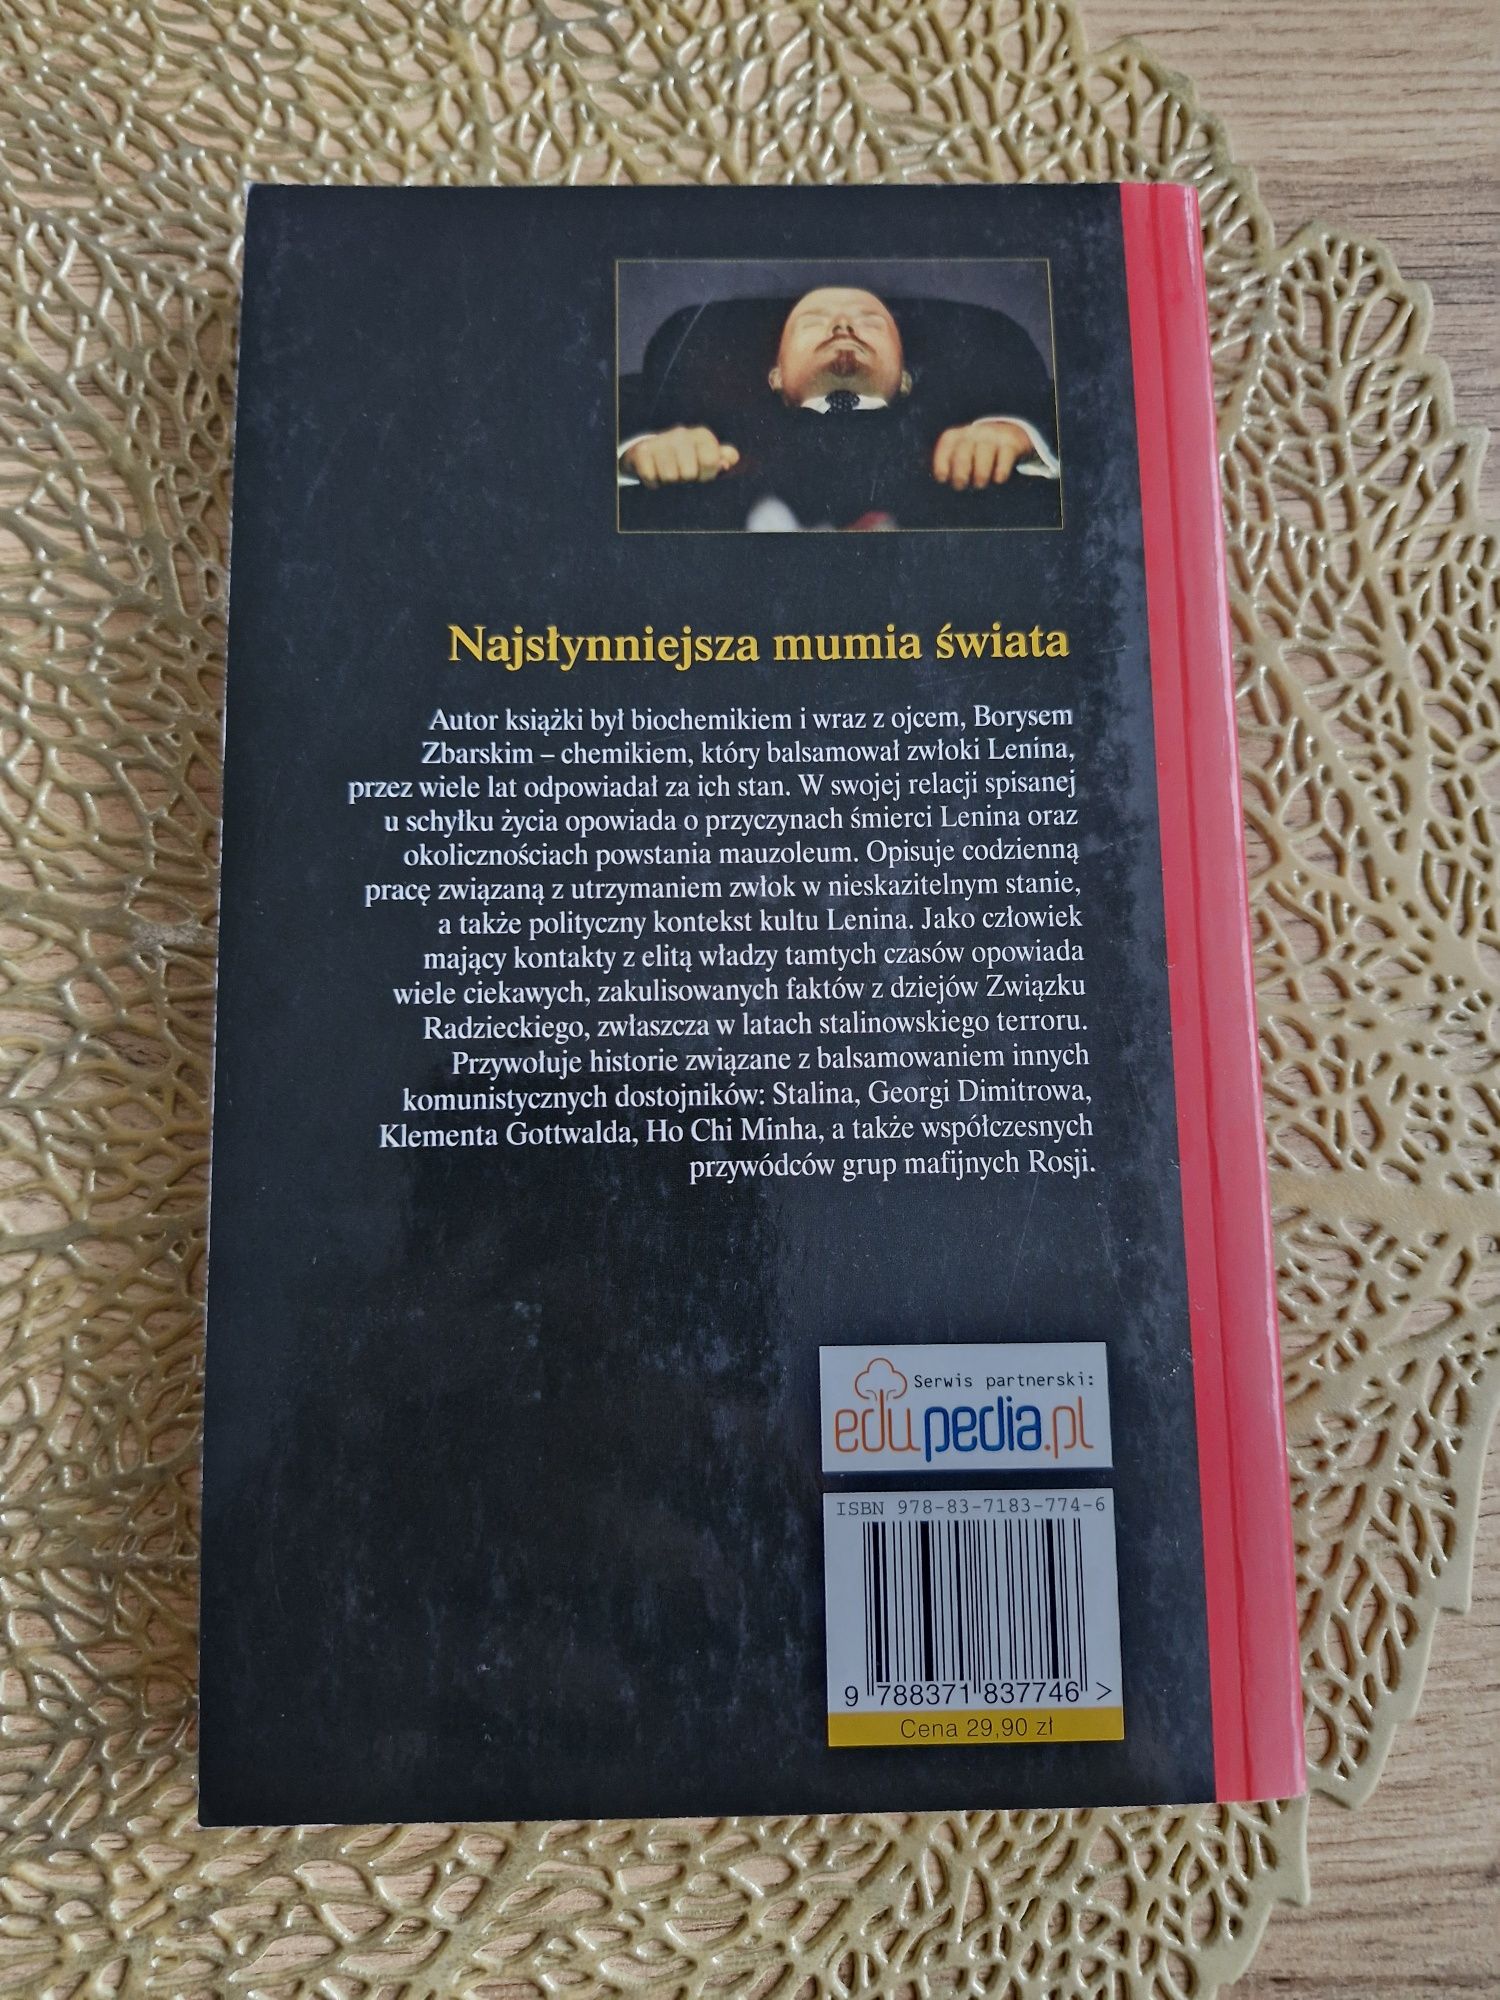 Najsłynniejsza mumia świata
Autor książki był biochemikiem i wraz z ojcem, Borysem
Zbarskim – chemikiem, który balsamował zwłoki Lenina,
przez wiele lat odpowiadał za ich stan. W swojej relacji spisanej
u schyłku życia opowiada o przyczynach śmierci Lenina oraz
okolicznościach powstania mauzoleum. Opisuje codzienną
pracę związaną z utrzymaniem zwłok w nieskazitelnym stanie,
a także polityczny kontekst kultu Lenina. Jako człowiek
mający kontakty z elitą władzy tamtych czasów opowiada
wiele ciekawych, zakulisowanych faktów z dziejów Związku
Radzieckiego, zwłaszcza w latach stalinowskiego terroru.
Przywołuje historie związane z balsamowaniem innych
komunistycznych dostojników: Stalina, Georgi Dimitrowa,
Klementa Gottwalda, Ho Chi Minha, a także współczesnych
przywódców grup mafijnych Rosji.
Serwis partnerski:
edupedia.pl
ISBN 978-83-7183-774-6
9 788371 837746 >
Cena 29,90 zł